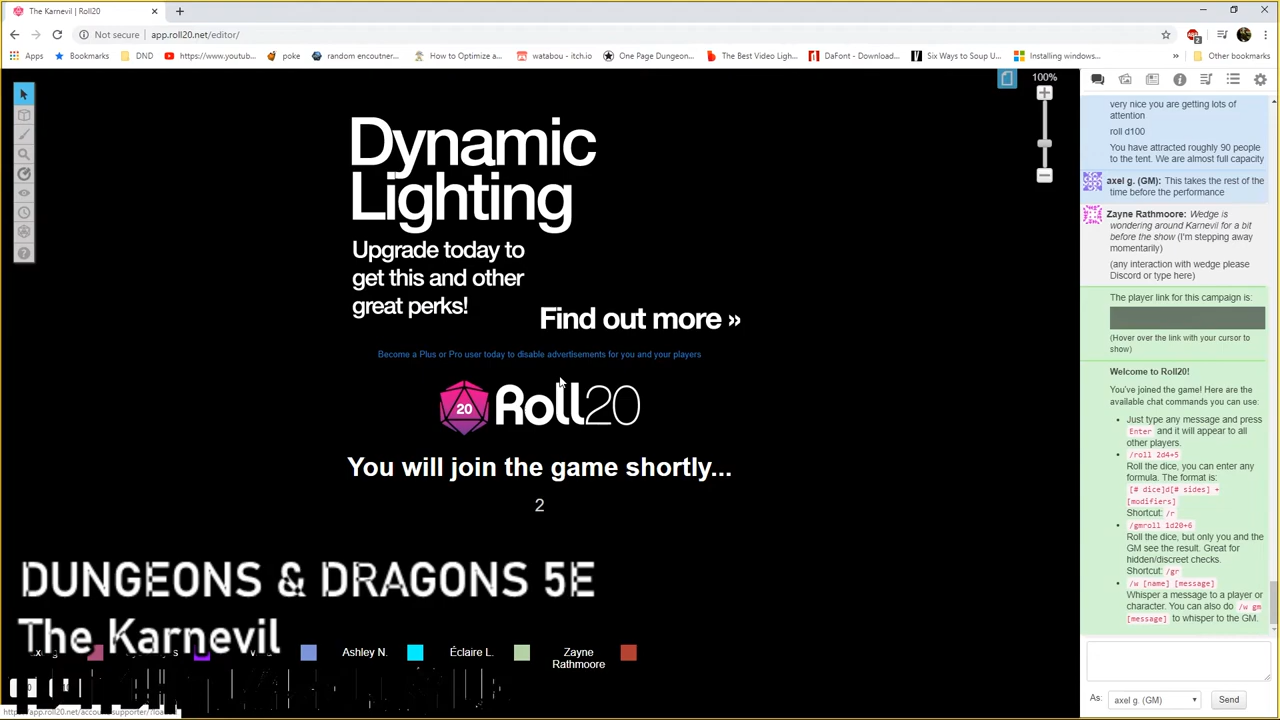 The Karnevil | Roll20
Not secure | app.roll20.net/editor/
Apps Bookmarks DND https://www.youtub... poke random encoutner... How to Optimize a... watabou - itch.io One Page Dungeon... The Best Video Ligh... DaFont - Download... Six Ways to Soup U... Installing windows... » Other bookmarks
100%
Dynamic
Lighting
Upgrade today to
get this and other
great perks!
Find out more »
Become a Plus or Pro user today to disable advertisements for you and your players
20 Roll20
You will join the game shortly...
2
DUNGEONS & DRAGONS 5E
The Karnevil
Ashley N.
Éclaire L.
Zayne
Rathmoore
very nice you are getting lots of
attention
roll d100
You have attracted roughly 90 people
to the tent. We are almost full capacity
axel g. (GM): This takes the rest of the
time before the performance
Zayne Rathmoore: Wedge is
wondering around Karnevil for a bit
before the show (I'm stepping away
momentarily)
(any interaction with wedge please
Discord or type here)
The player link for this campaign is:
(Hover over the link with your cursor to
show)
Welcome to Roll20!
You've joined the game! Here are the
available chat commands you can use:
Just type any message and press
Enter and it will appear to all
other players.
/roll 2d4+5
Roll the dice, you can enter any
formula. The format is:
[# dice]d[# sides] +
[modifiers]
Shortcut: /r
/gmroll 1d20+6
Roll the dice, but only you and the
GM see the result. Great for
hidden/discreet checks.
Shortcut: /gr
/w [name] [message]
Whisper a message to a player or
character. You can also do /w gm
[message] to whisper to the GM.
As: axel g. (GM) Send